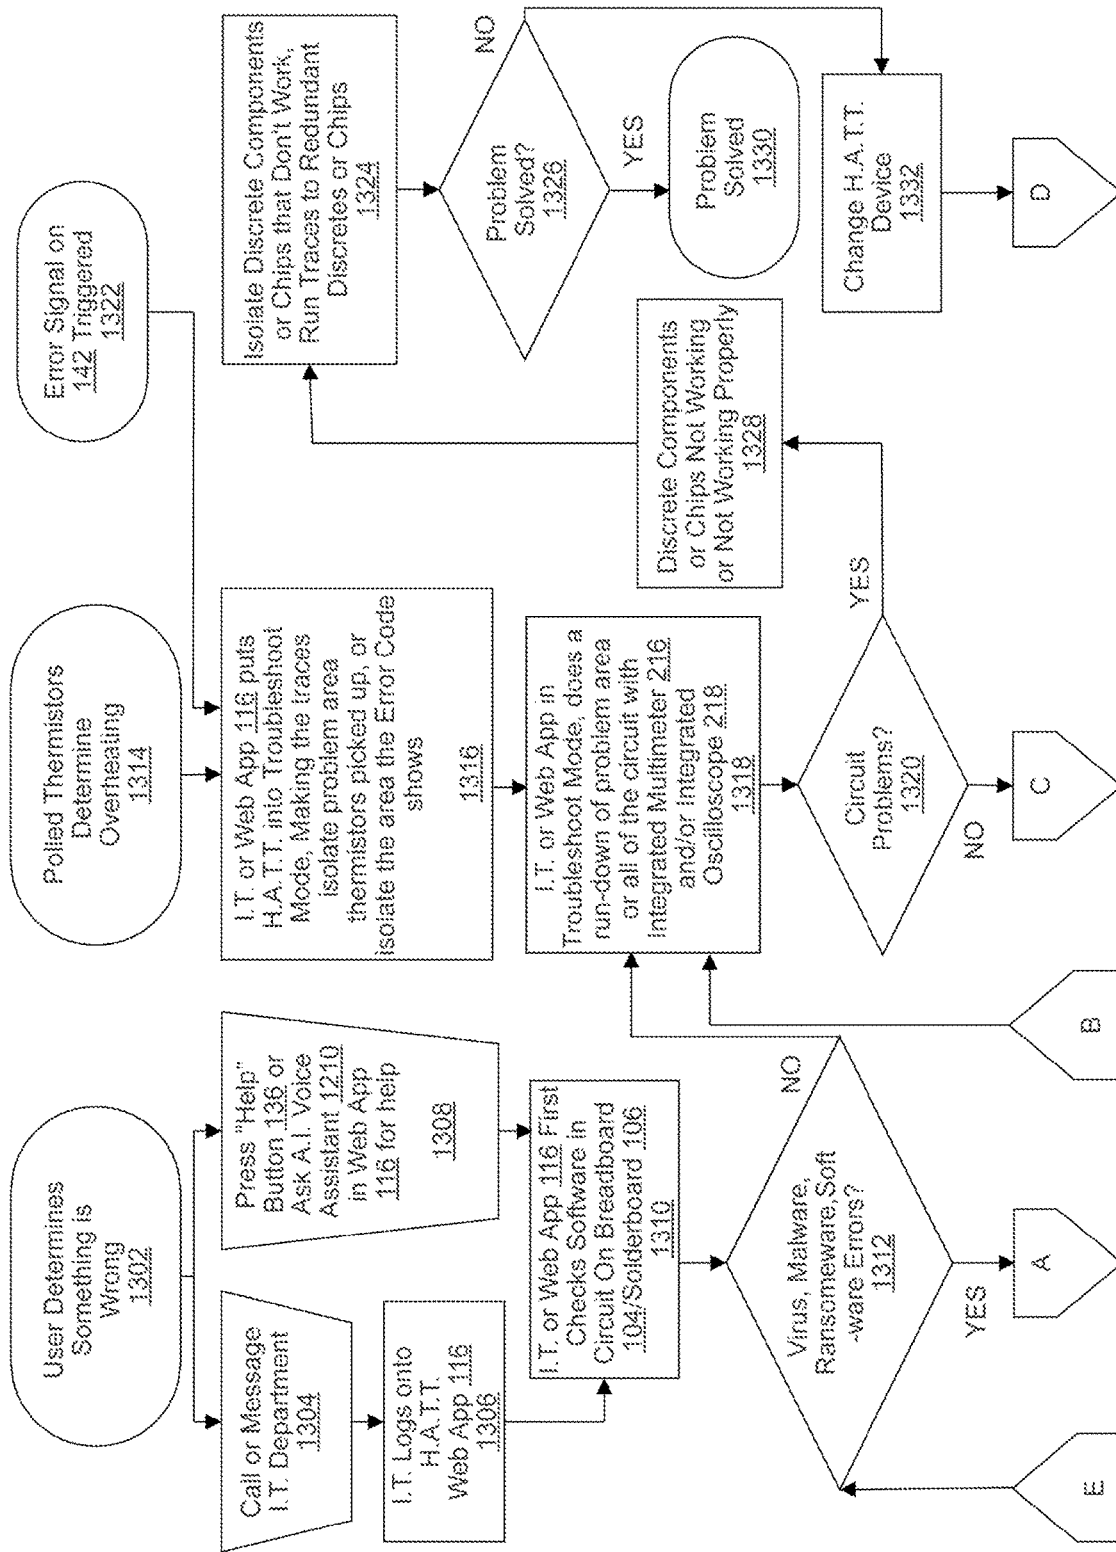 User Determines
Something is
Wrong
1302
Call or Message
I.T. Department
1304
I.T. Logs onto
H.A.T.T.
Web App 116
1306
Press "Help"
Button 136 or
Ask A.I. Voice
Assistant 1210
in Web App
116 for help
1308
I.T. or Web App 116 First
Checks Software in
Circuit On Breadboard
104/Solderboard 106
1310
Virus, Malware,
Ransomeware,Soft
-ware Errors?
1312
NO
YES
E
A
B
Polled Thermistors
Determine
Overheating
1314
I.T. or Web App 116 puts
H.A.T.T. into Troubleshoot
Mode, Making the traces
isolate problem area
thermistors picked up, or
isolate the area the Error Code
shows
1316
I.T. or Web App in
Troubleshoot Mode, does a
run-down of problem area
or all of the circuit with
Integrated Multimeter 216
and/or Integrated
Oscilloscope 218
1318
Circuit
Problems?
1320
NO
YES
C
Error Signal on
142 Triggered
1322
Discrete Components
or Chips Not Working
or Not Working Properly
1328
Isolate Discrete Components
or Chips that Don't Work,
Run Traces to Redundant
Discretes or Chips
1324
Problem
Solved?
1326
NO
YES
Problem
Solved
1330
Change H.A.T.T.
Device
1332
D